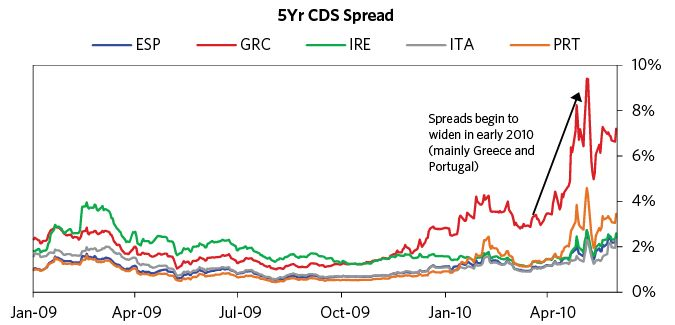 5Yr CDS Spread
ESP GRC IRE ITA PRT
10%
8%
Spreads begin to
widen in early 2010
(mainly Greece and
Portugal)
6%
4%
2%
0%
Jan-09 Apr-09 Jul-09 Oct-09 Jan-10 Apr-10